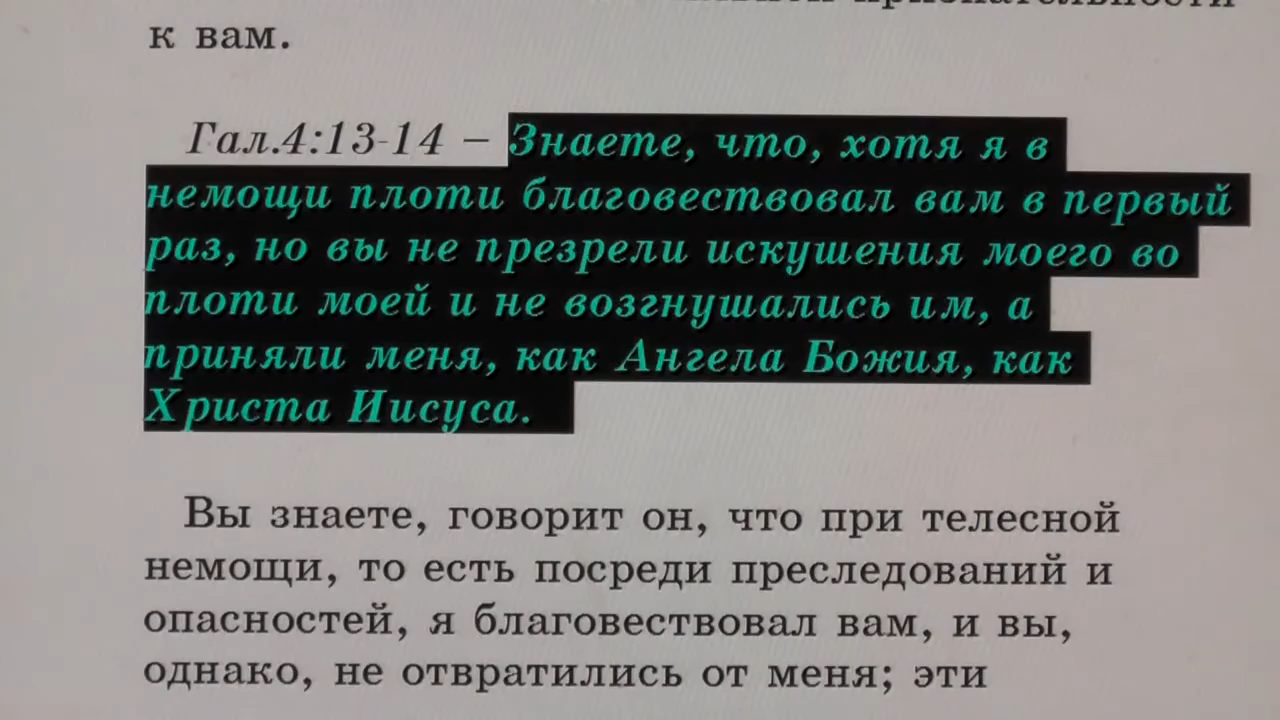 к вам.
Гал.4:13-14 – Знаете, что, хотя я в
немощи плоти благовествовал вам в первый
раз, но вы не презрели искушения моего во
плоти моей и не возгнушались им, а
приняли меня, как Ангела Божия, как
Христа Иисуса.
Вы знаете, говорит он, что при телесной
немощи, то есть посреди преследований и
опасностей, я благовествовал вам, и вы,
однако, не отвратились от меня; эти